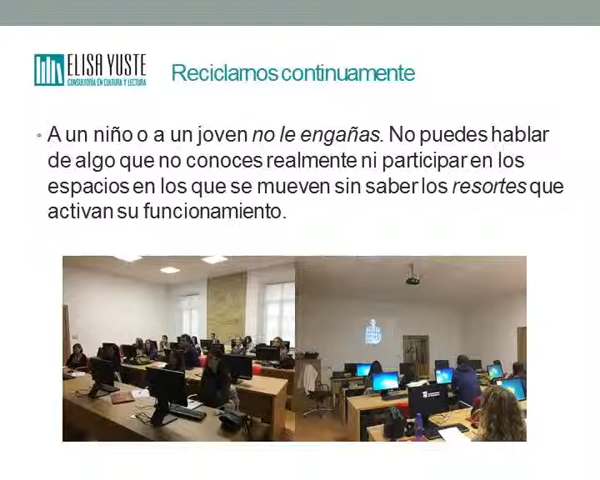 ELISA YUSTE
CONSULTORÍA EN CULTURA Y LECTURA
Reciclarnos continuamente
• A un niño o a un joven no le engañas. No puedes hablar
de algo que no conoces realmente ni participar en los
espacios en los que se mueven sin saber los resortes que
activan su funcionamiento.